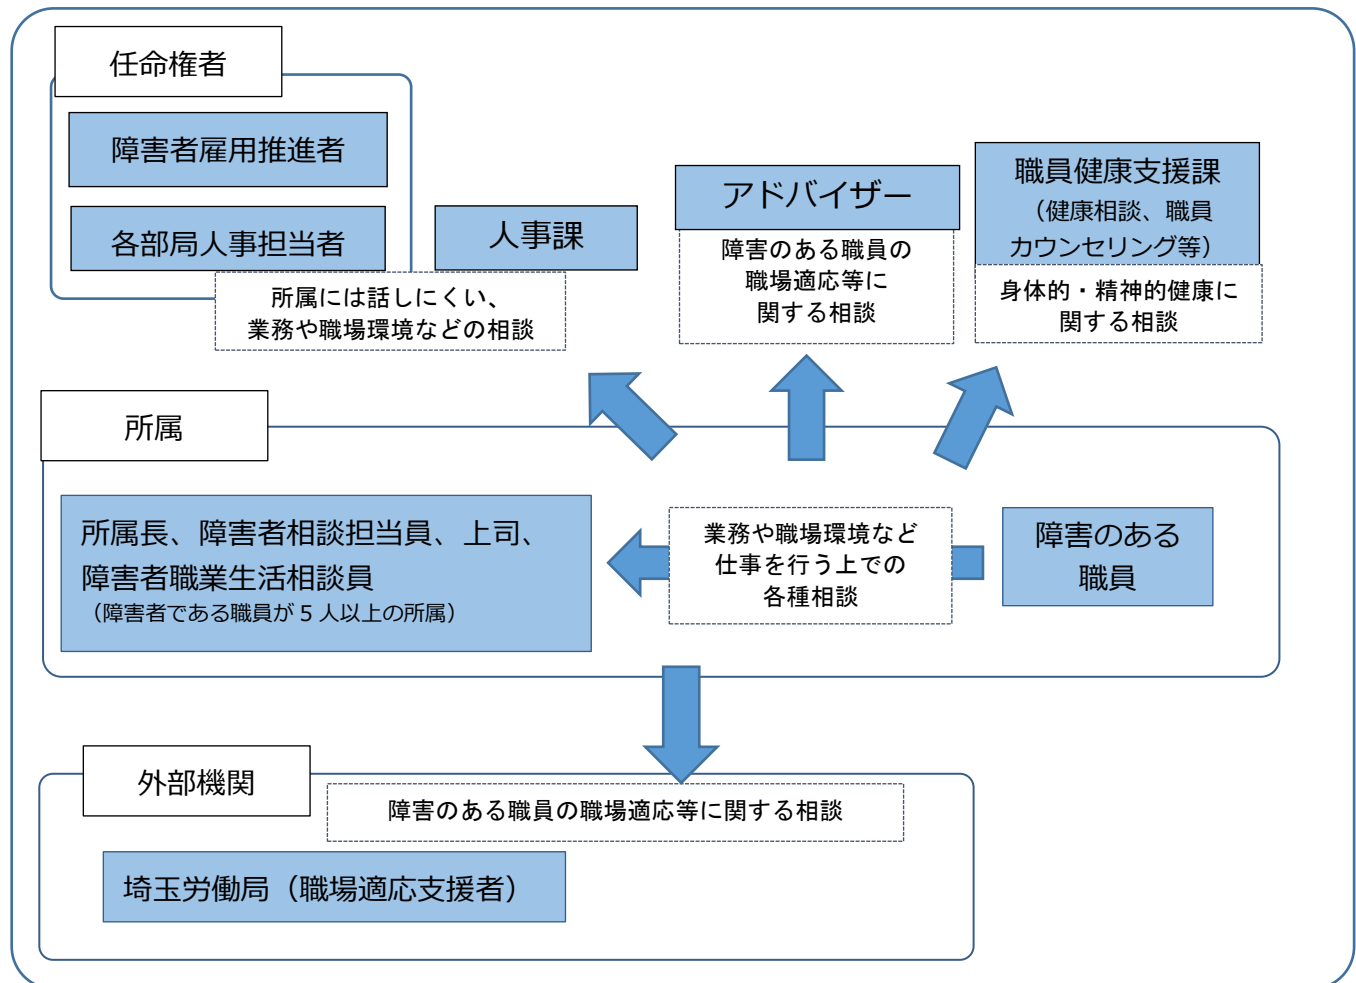 任命権者
障害者雇用推進者
各部局人事担当者
人事課
所属には話しにくい、
業務や職場環境などの相談
アドバイザー
障害のある職員の
職場適応等に
関する相談
職員健康支援課
（健康相談、職員
カウンセリング等）
身体的・精神的健康に
関する相談
所属
所属長、障害者相談担当員、上司、
障害者職業生活相談員
（障害者である職員が５人以上の所属）
業務や職場環境など
仕事を行う上での
各種相談
障害のある
職員
外部機関
障害のある職員の職場適応等に関する相談
埼玉労働局（職場適応支援者）